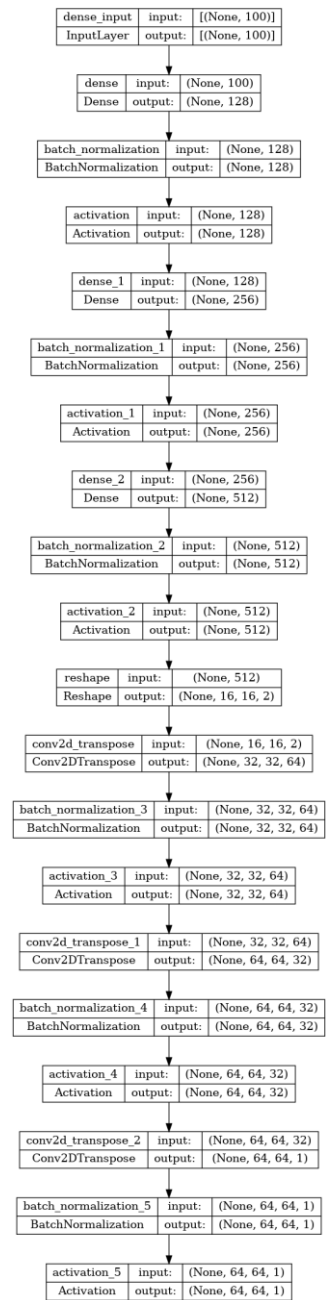 dense_input input: [(None, 100)]
InputLayer output: [(None, 100)]
dense input: (None, 100)
Dense output: (None, 128)
batch_normalization input: (None, 128)
BatchNormalization output: (None, 128)
activation input: (None, 128)
Activation output: (None, 128)
dense_1 input: (None, 128)
Dense output: (None, 256)
batch_normalization_1 input: (None, 256)
BatchNormalization output: (None, 256)
activation_1 input: (None, 256)
Activation output: (None, 256)
dense_2 input: (None, 256)
Dense output: (None, 512)
batch_normalization_2 input: (None, 512)
BatchNormalization output: (None, 512)
activation_2 input: (None, 512)
Activation output: (None, 512)
reshape input: (None, 512)
Reshape output: (None, 16, 16, 2)
conv2d_transpose input: (None, 16, 16, 2)
Conv2DTranspose output: (None, 32, 32, 64)
batch_normalization_3 input: (None, 32, 32, 64)
BatchNormalization output: (None, 32, 32, 64)
activation_3 input: (None, 32, 32, 64)
Activation output: (None, 32, 32, 64)
conv2d_transpose_1 input: (None, 32, 32, 64)
Conv2DTranspose output: (None, 64, 64, 32)
batch_normalization_4 input: (None, 64, 64, 32)
BatchNormalization output: (None, 64, 64, 32)
activation_4 input: (None, 64, 64, 32)
Activation output: (None, 64, 64, 32)
conv2d_transpose_2 input: (None, 64, 64, 32)
Conv2DTranspose output: (None, 64, 64, 1)
batch_normalization_5 input: (None, 64, 64, 1)
BatchNormalization output: (None, 64, 64, 1)
activation_5 input: (None, 64, 64, 1)
Activation output: (None, 64, 64, 1)